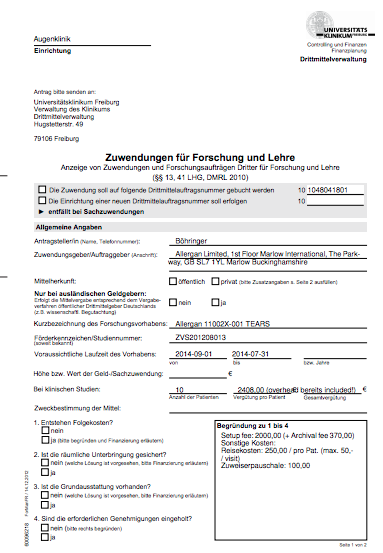 Augenklinik
Einrichtung
UNIVERSITÄTS
KLINIKUM FREIBURG
Controlling und Finanzen
Finanzplanung
Drittmittelverwaltung
Antrag bitte senden an:
Universitätsklinikum Freiburg
Verwaltung des Klinikums
Drittmittelverwaltung
Hugstetterstr. 49
79106 Freiburg
Zuwendungen für Forschung und Lehre
Anzeige von Zuwendungen und Forschungsaufträgen Dritter für Forschung und Lehre
(§§ 13, 41 LHG, DMRL 2010)
Die Zuwendung soll auf folgende Drittmittelauftragsnummer gebucht werden 10 1048041801
Die Einrichtung einer neuen Drittmittelauftragsnummer soll erfolgen 10
► entfällt bei Sachzuwendungen
Allgemeine Angaben
Antragsteller/in (Name, Telefonnummer): Böhringer
Zuwendungsgeber/Auftraggeber (Anschrift): Allergan Limited, 1st Floor Marlow International, The Park-
way, GB SL7 1YL Marlow Buckinghamshire
Mittelherkunft: öffentlich privat (bitte Zusatzangaben s. Seite 2 ausfüllen)
Nur bei ausländischen Geldgebern:
Erfolgt die Mittelvergabe entsprechend dem Vergabe-
verfahren öffentlicher Drittmittelgeber Deutschlands
(z.B. wissenschaftl. Begutachtung)
nein ja
Kurzbezeichnung des Forschungsvorhabens: Allergan 11002X-001 TEARS
Förderkennzeichen/Studiennummer: ZVS201208013
(soweit bekannt)
Voraussichtliche Laufzeit des Vorhabens: 2014-09-01 2014-07-31
von bis bzw. Jahre
Höhe bzw. Wert der Geld-/Sachzuwendung: €
Bei klinischen Studien: 10 2408,00 (overhead bereits includiert!) €
Anzahl der Patienten Vergütung pro Patient Gesamtvergütung
Zweckbestimmung der Mittel:
1. Entstehen Folgekosten?
nein
ja (bitte begründen und Finanzierung erläutern)
2. Ist die räumliche Unterbringung gesichert?
nein (welche Lösung ist vorgesehen, bitte Finanzierung erläutern)
ja
3. Ist die Grundausstattung vorhanden?
nein (welche Lösung ist vorgesehen, bitte Finanzierung erläutern)
ja
4. Sind die erforderlichen Genehmigungen eingeholt?
nein (bitte rechts begründen)
ja
Begründung zu 1 bis 4
Setup fee: 2000,00 (+ Archival fee 370,00)
Sonstige Kosten:
Reisekosten: 250,00 / pro Pat. (max. 50,-
/ visit)
Zuweiserpauschale: 100,00
Seite 1 von 2